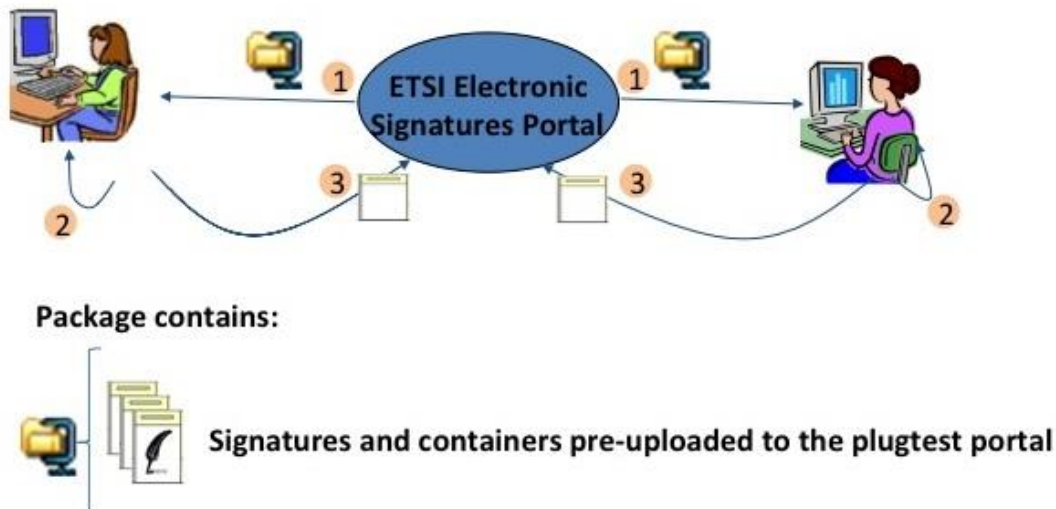 1
ETSI Electronic
Signatures Portal
1
2
3
3
2
Package contains:
Signatures and containers pre-uploaded to the plugtest portal